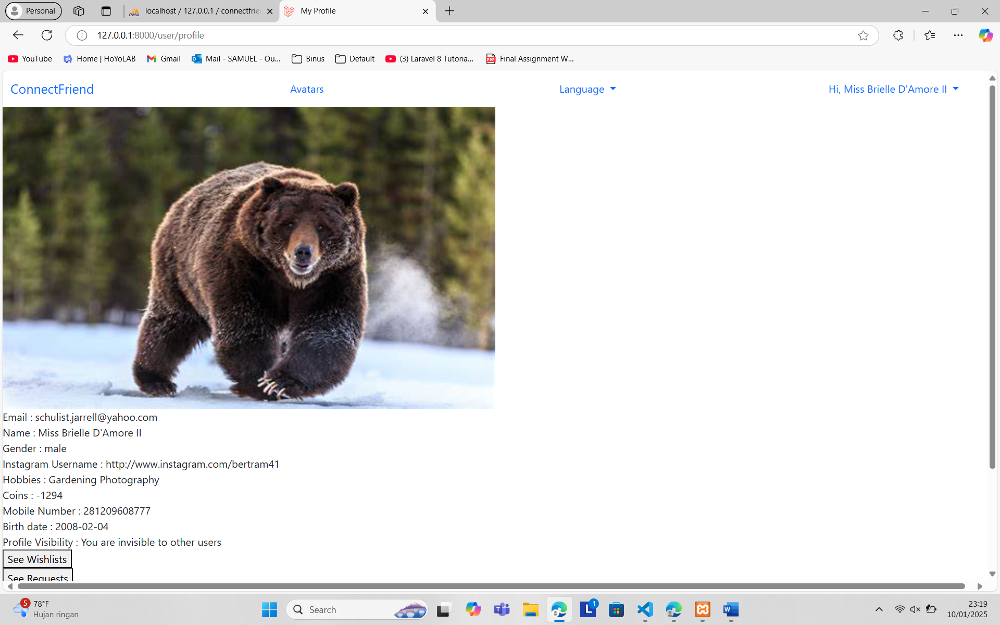 Personal
PMA
localhost / 127.0.0.1 / connectfrie
My Profile
127.0.0.1:8000/user/profile
YouTube
Home | HoYoLAB
Gmail
Mail - SAMUEL - Ou...
Binus
Default
(3) Laravel 8 Tutoria...
PDF
Final Assignment W...
ConnectFriend
Avatars
Language
Hi, Miss Brielle D'Amore II
Email : schulist.jarrell@yahoo.com
Name : Miss Brielle D'Amore II
Gender : male
Instagram Username : http://www.instagram.com/bertram41
Hobbies : Gardening Photography
Coins : -1294
Mobile Number : 281209608777
Birth date : 2008-02-04
Profile Visibility : You are invisible to other users
See Wishlists
See Requests
5
78°F
Hujan ringan
Search
L
1
W
23:19
10/01/2025